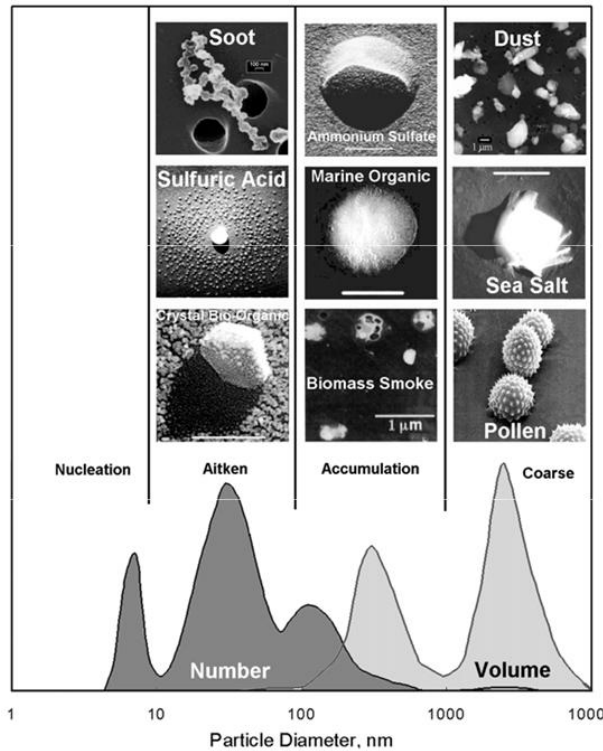 Soot
100 nm
Ammonium Sulfate
Dust
1 μm
Sulfuric Acid
Marine Organic
Sea Salt
Crystal Bio-Organic
Biomass Smoke
1 μm
Pollen
Nucleation
Aitken
Accumulation
Coarse
Number
Volume
1
10
100
1000
1000
Particle Diameter, nm